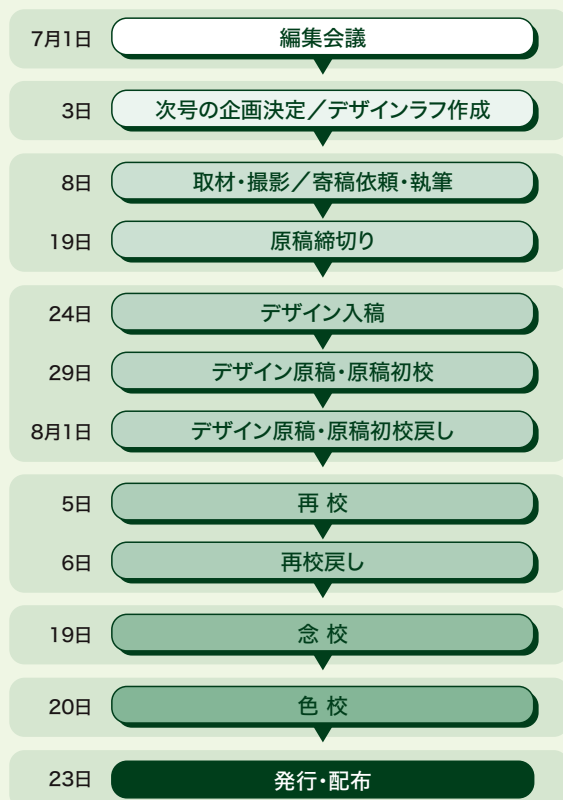 7月1日 編集会議
3日 次号の企画決定／デザインラフ作成
8日 取材・撮影／寄稿依頼・執筆
19日 原稿締切り
24日 デザイン入稿
29日 デザイン原稿・原稿初校
8月1日 デザイン原稿・原稿初校戻し
5日 再 校
6日 再校戻し
19日 念 校
20日 色 校
23日 発行・配布